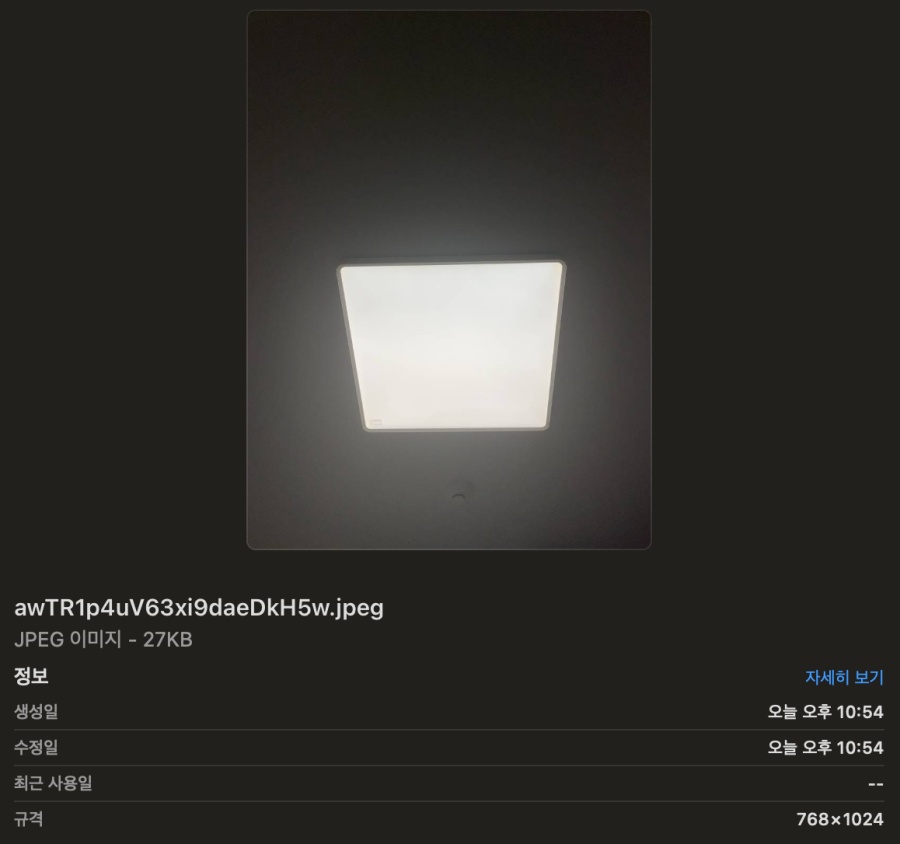 awTR1p4uV63xi9daeDkH5w.jpeg
JPEG 이미지 - 27KB
정보 자세히 보기
생성일 오늘 오후 10:54
수정일 오늘 오후 10:54
최근 사용일 --
규격 768×1024